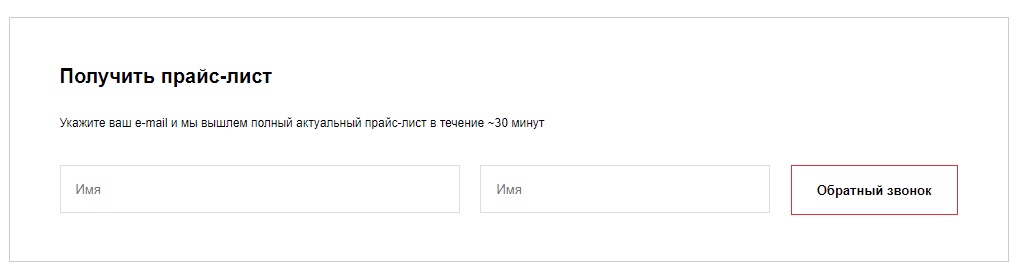 Получить прайс-лист
Укажите ваш e-mail и мы вышлем полный актуальный прайс-лист в течение ~30 минут
Имя
Имя
Обратный звонок